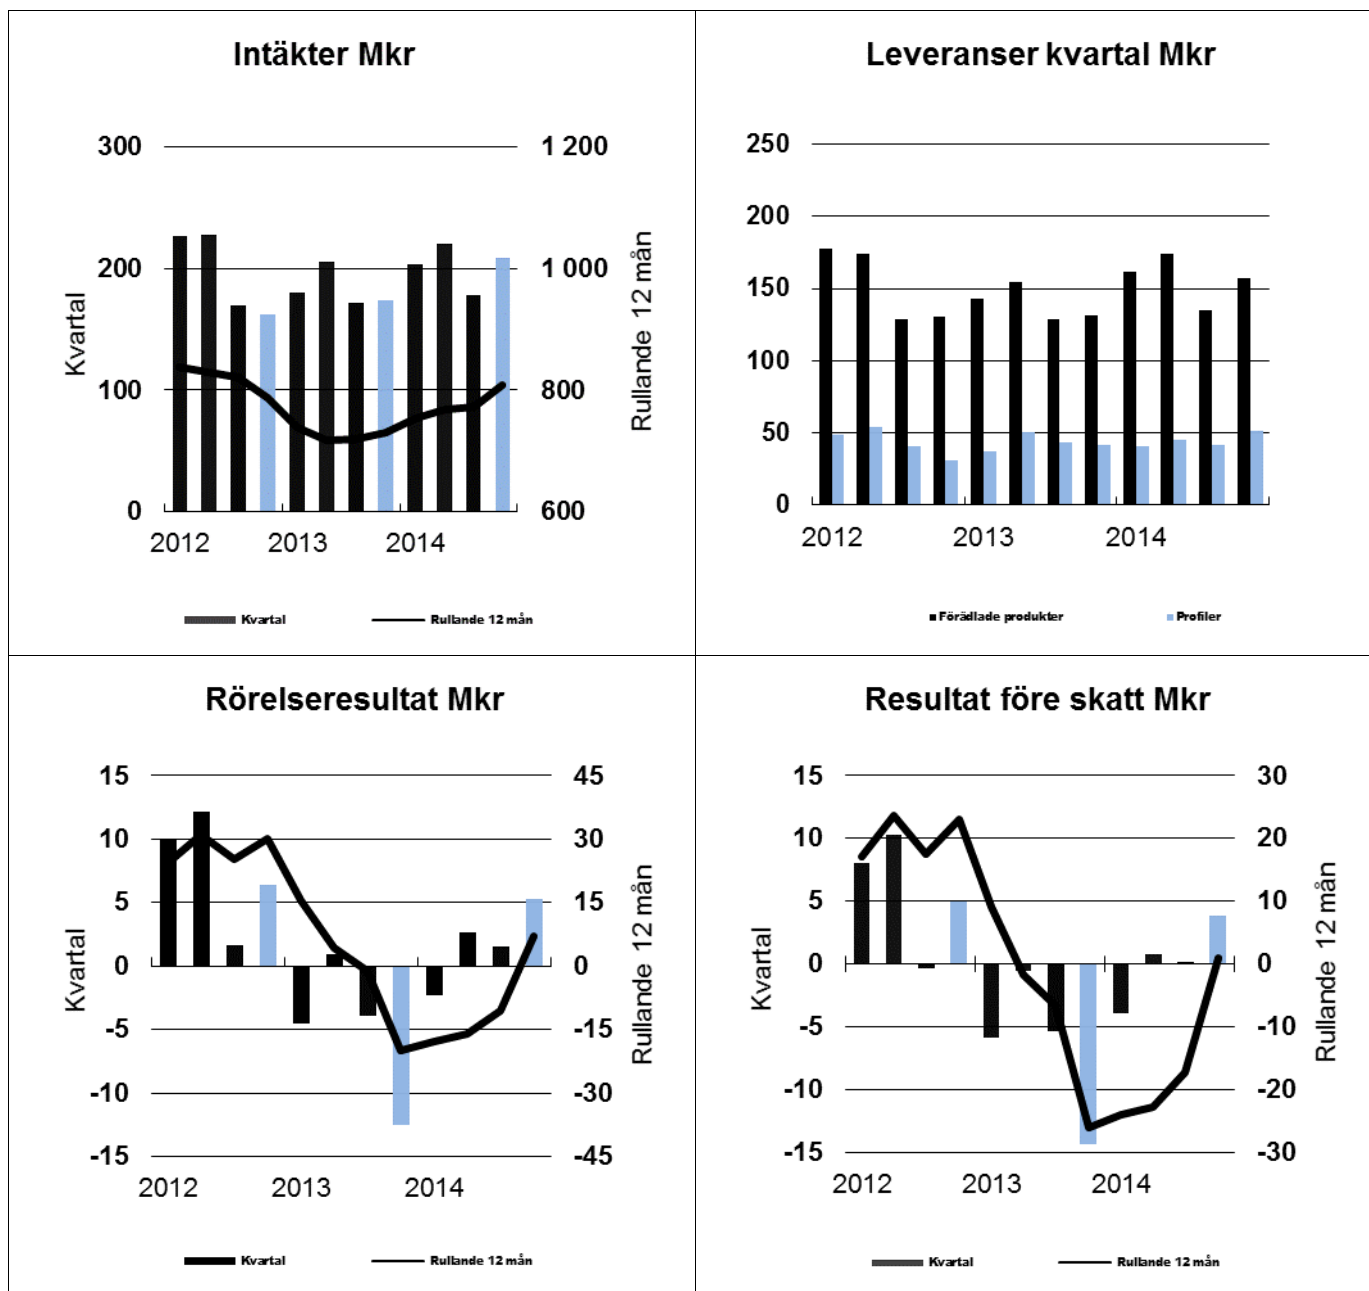 Intäkter Mkr
300
200
100
0
Kvartal
1 200
1 000
800
600
Rullande 12 mån
2012 2013 2014
Kvartal Rullande 12 mån
Leveranser kvartal Mkr
250
200
150
100
50
0
2012 2013 2014
Förädlade produkter Profiler
Rörelseresultat Mkr
15
10
5
0
-5
-10
-15
Kvartal
45
30
15
0
-15
-30
-45
Rullande 12 mån
2012 2013 2014
Kvartal Rullande 12 mån
Resultat före skatt Mkr
15
10
5
0
-5
-10
-15
Kvartal
30
20
10
0
-10
-20
-30
Rullande 12 mån
2012 2013 2014
Kvartal Rullande 12 mån